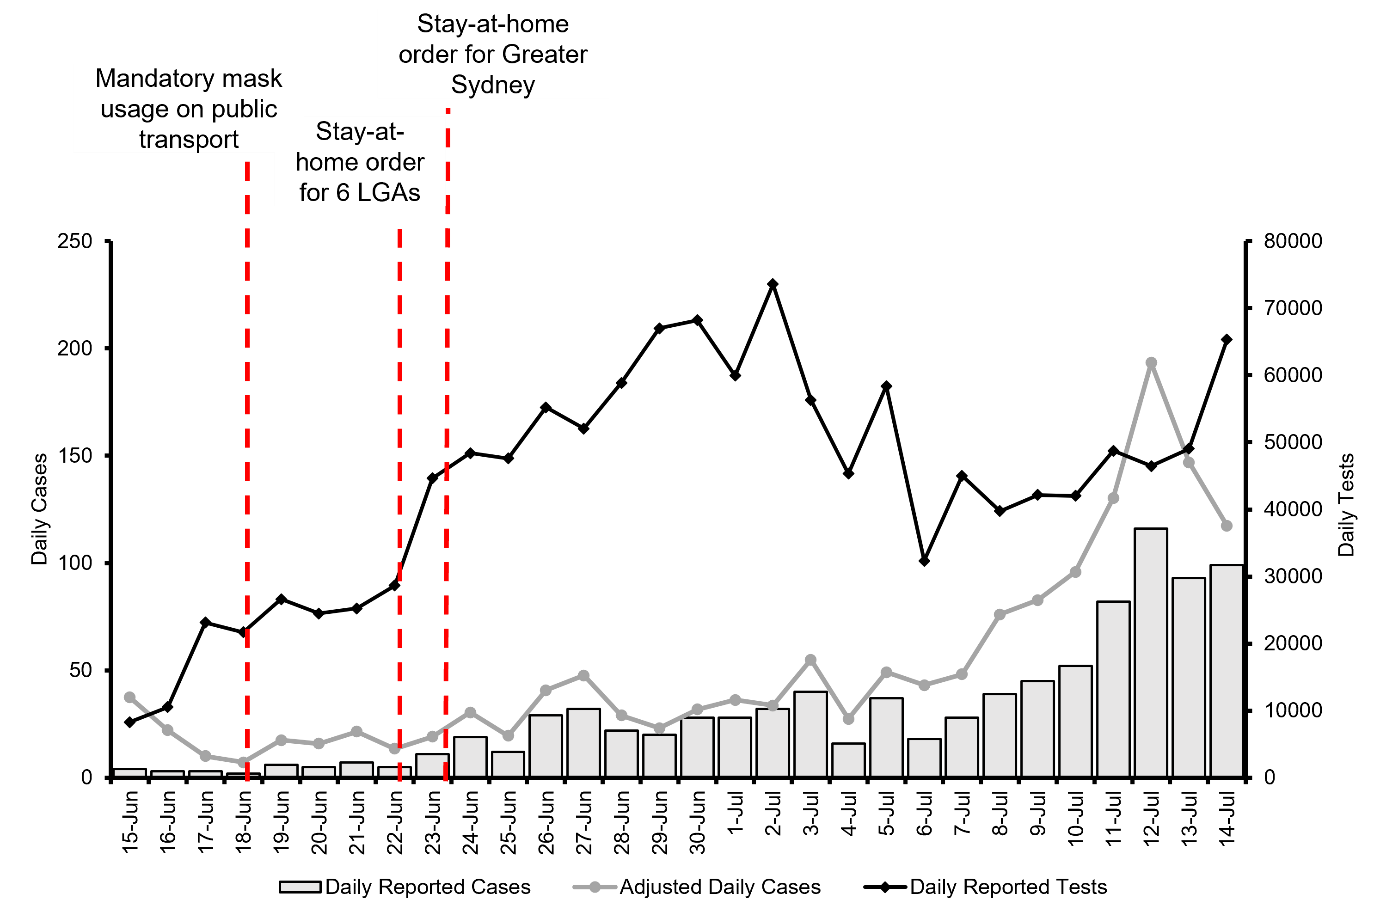 Stay-at-home
order for Greater
Sydney
Mandatory mask
usage on public
transport
Stay-at-
home order
for 6 LGAs
250
200
150
100
50
0
Daily Cases
80000
70000
60000
50000
40000
30000
20000
10000
0
Daily Tests
15-Jun
16-Jun
17-Jun
18-Jun
19-Jun
20-Jun
21-Jun
22-Jun
23-Jun
24-Jun
25-Jun
26-Jun
27-Jun
28-Jun
29-Jun
30-Jun
1-Jul
2-Jul
3-Jul
4-Jul
5-Jul
6-Jul
7-Jul
8-Jul
9-Jul
10-Jul
11-Jul
12-Jul
13-Jul
14-Jul
Daily Reported Cases
Adjusted Daily Cases
Daily Reported Tests